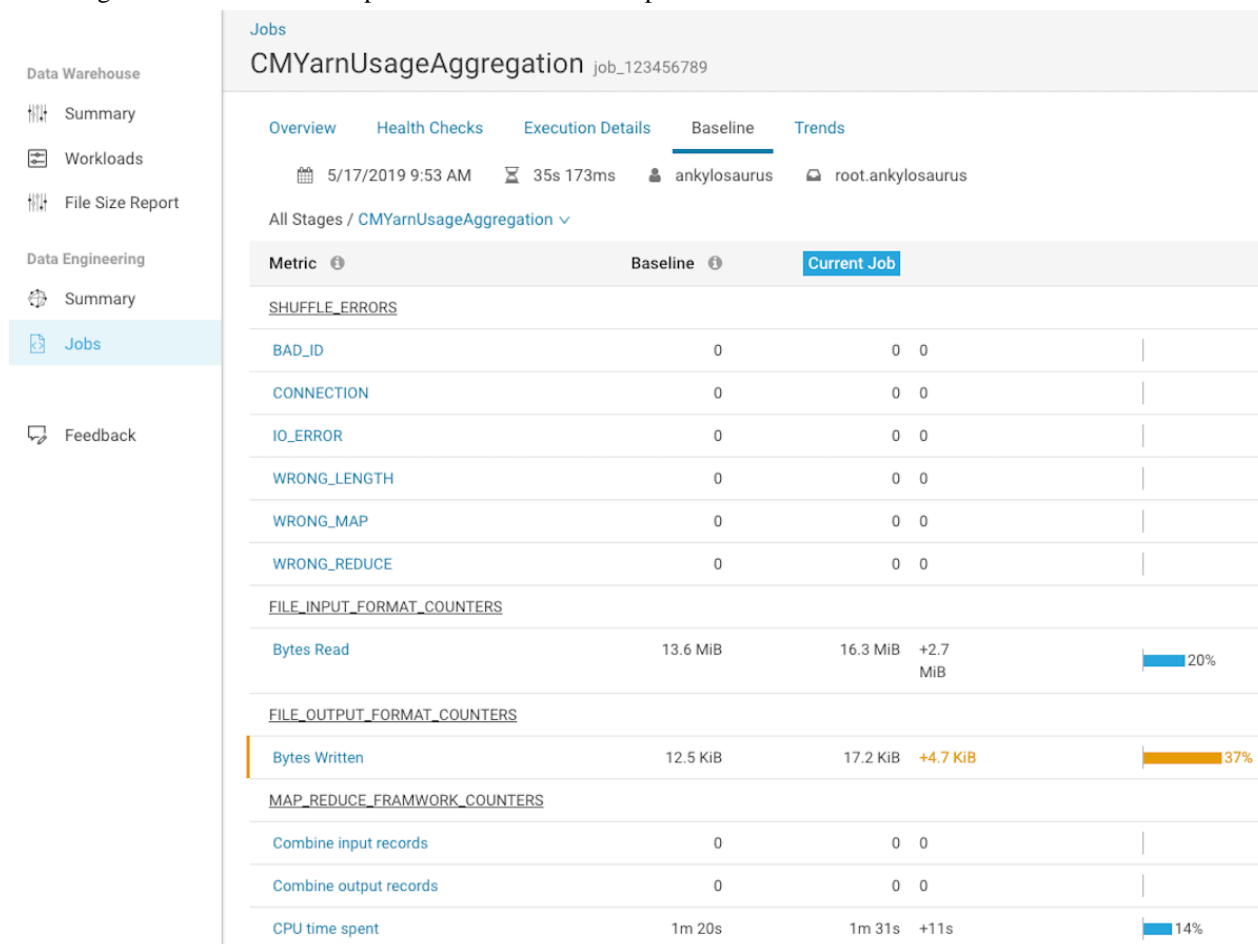 Jobs
CMYarnUsageAggregation job_123456789
Data Warehouse
Summary
Workloads
File Size Report
Data Engineering
Summary
Jobs
Feedback
Overview Health Checks Execution Details Baseline Trends
5/17/2019 9:53 AM 35s 173ms ankylosaurus root.ankylosaurus
All Stages / CMYarnUsageAggregation
Metric Baseline Current Job
SHUFFLE_ERRORS
BAD_ID 0 0 0
CONNECTION 0 0 0
IO_ERROR 0 0 0
WRONG_LENGTH 0 0 0
WRONG_MAP 0 0 0
WRONG_REDUCE 0 0 0
FILE_INPUT_FORMAT_COUNTERS
Bytes Read 13.6 MiB 16.3 MiB +2.7 MiB 20%
FILE_OUTPUT_FORMAT_COUNTERS
Bytes Written 12.5 KiB 17.2 KiB +4.7 KiB 37%
MAP_REDUCE_FRAMWORK_COUNTERS
Combine input records 0 0 0
Combine output records 0 0 0
CPU time spent 1m 20s 1m 31s +11s 14%